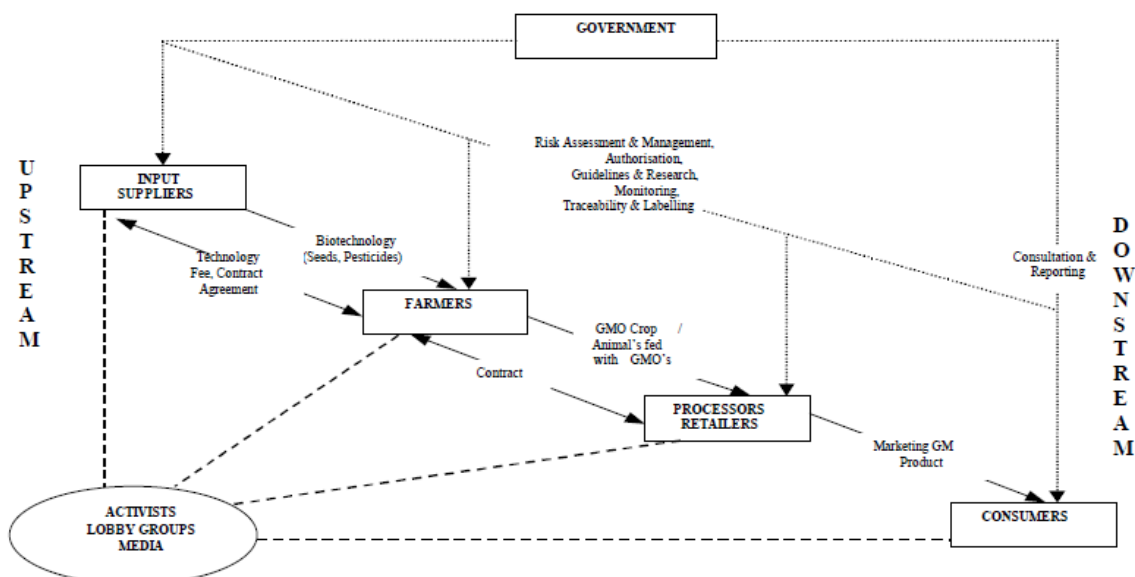 GOVERNMENT
UPSTREAM
INPUT
SUPPLIERS
Risk Assessment & Management,
Authorisation,
Guidelines & Research,
Monitoring,
Traceability & Labelling
DOWNSTREAM
Biotechnology
(Seeds, Pesticides)
Technology
Fee, Contract
Agreement
Consultation &
Reporting
FARMERS
GMO Crop /
Animal's fed
with GMO's
Contract
PROCESSORS
RETAILERS
Marketing GM
Product
ACTIVISTS
LOBBY GROUPS
MEDIA
CONSUMERS